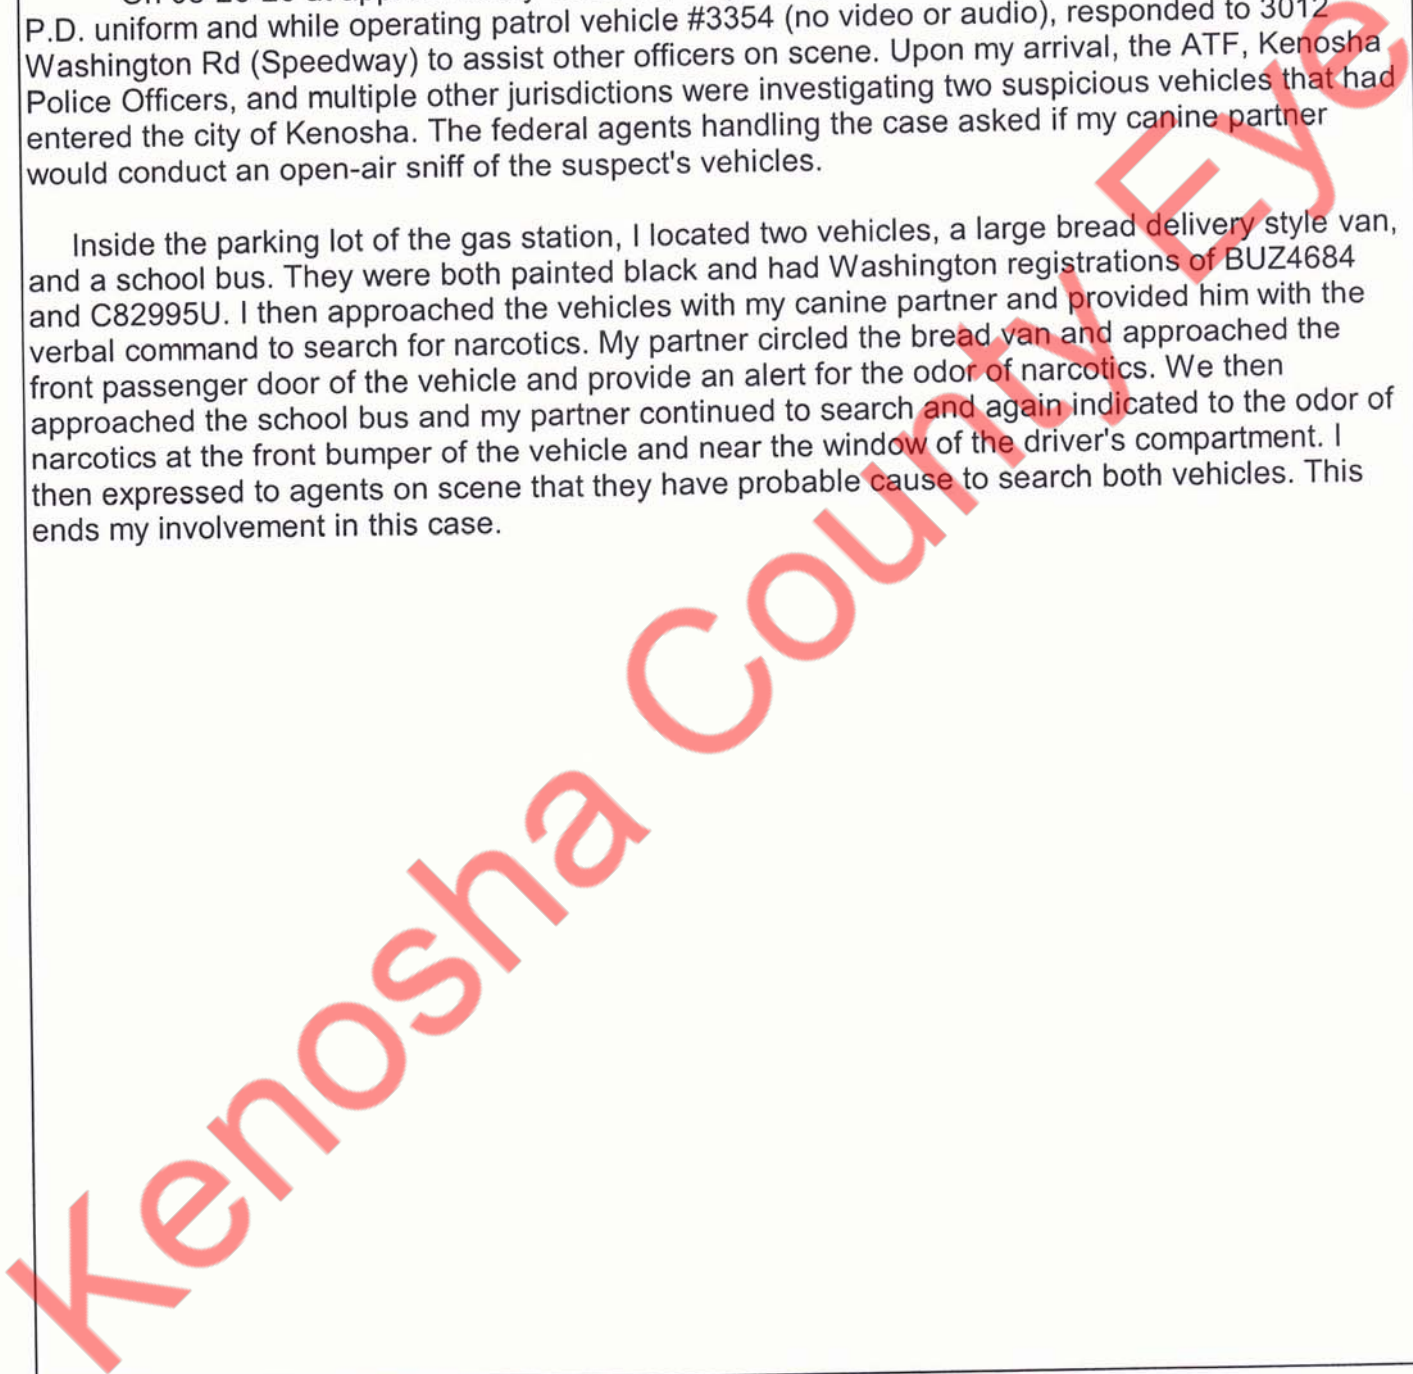 P.D. uniform and while operating patrol vehicle #3354 (no video or audio), responded to 3012
Washington Rd (Speedway) to assist other officers on scene. Upon my arrival, the ATF, Kenosha
Police Officers, and multiple other jurisdictions were investigating two suspicious vehicles that had
entered the city of Kenosha. The federal agents handling the case asked if my canine partner
would conduct an open-air sniff of the suspect's vehicles.
Inside the parking lot of the gas station, I located two vehicles, a large bread delivery style van,
and a school bus. They were both painted black and had Washington registrations of BUZ4684
and C82995U. I then approached the vehicles with my canine partner and provided him with the
verbal command to search for narcotics. My partner circled the bread van and approached the
front passenger door of the vehicle and provide an alert for the odor of narcotics. We then
approached the school bus and my partner continued to search and again indicated to the odor of
narcotics at the front bumper of the vehicle and near the window of the driver's compartment. I
then expressed to agents on scene that they have probable cause to search both vehicles. This
ends my involvement in this case.
Kenosha County Eye